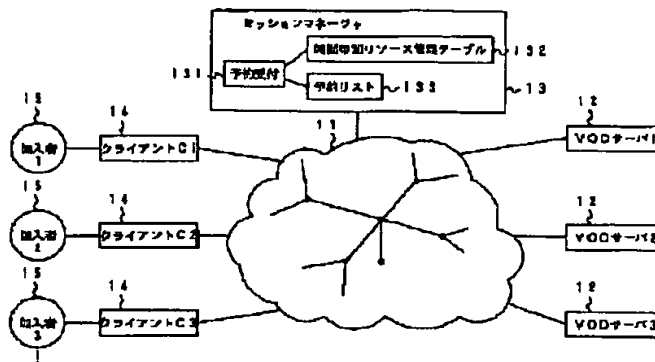 ミッションマネージャ
時間毎リソース管理テーブル
132
131
予約受付
予約リスト
133
13
15
14
11
12
加入者
1
クライアントC1
VODサーバ1
15
14
12
加入者
2
クライアントC2
VODサーバ2
15
14
12
加入者
3
クライアントC3
VODサーバ3